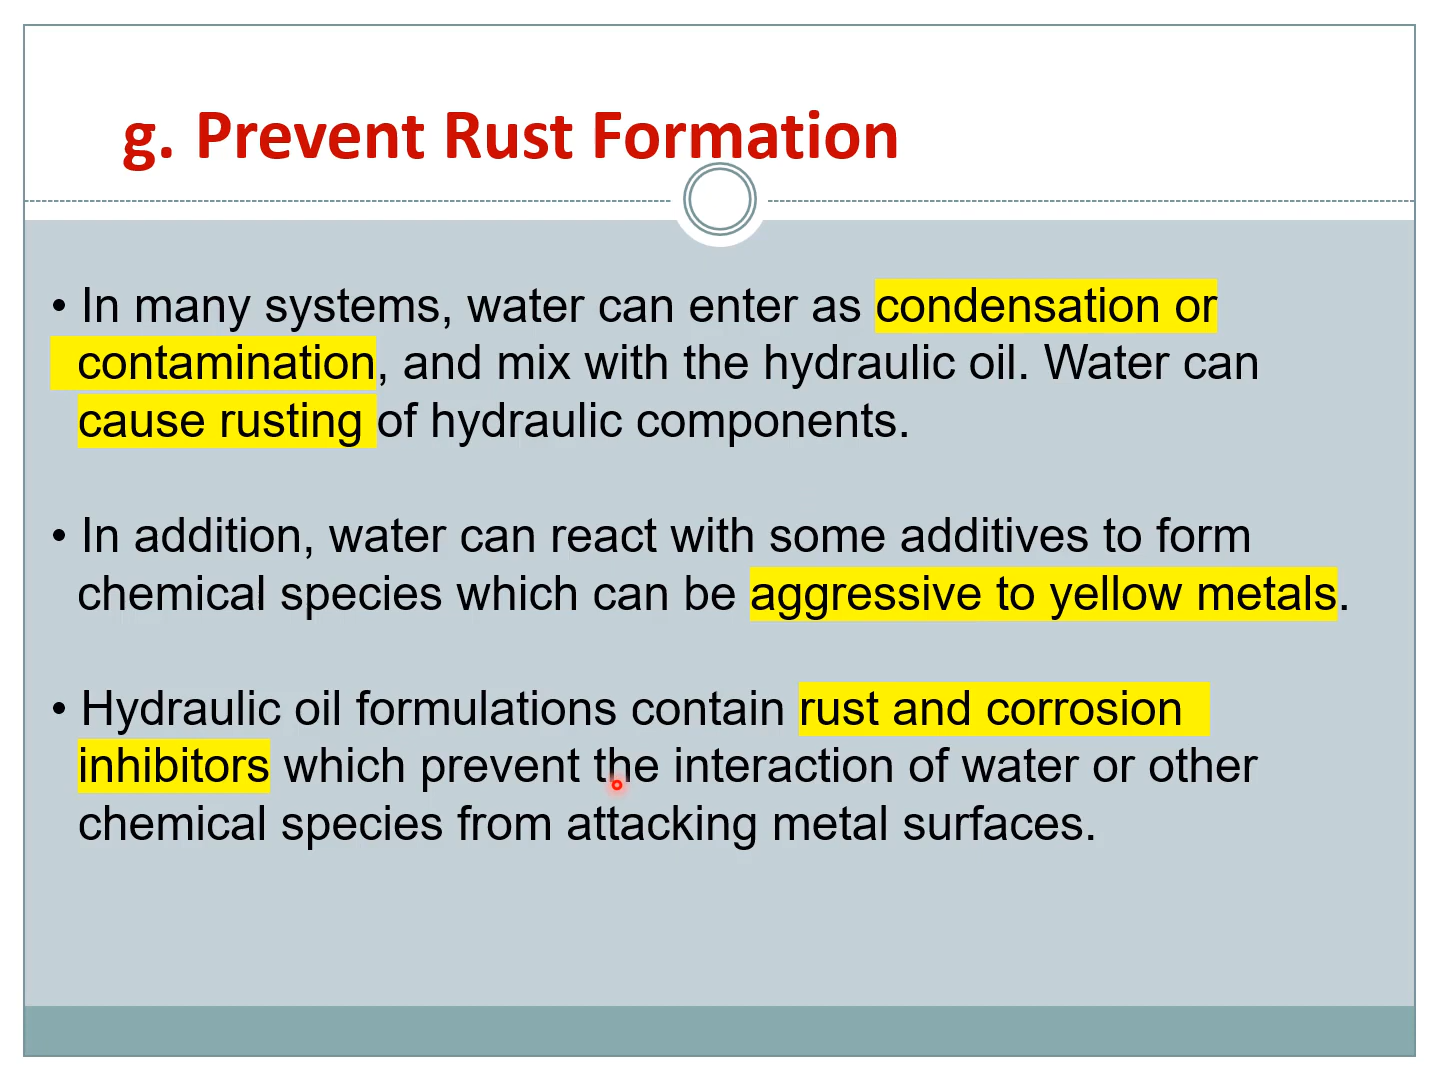 g. Prevent Rust Formation
• In many systems, water can enter as condensation or
contamination, and mix with the hydraulic oil. Water can
cause rusting of hydraulic components.
• In addition, water can react with some additives to form
chemical species which can be aggressive to yellow metals.
• Hydraulic oil formulations contain rust and corrosion
inhibitors which prevent the interaction of water or other
chemical species from attacking metal surfaces.